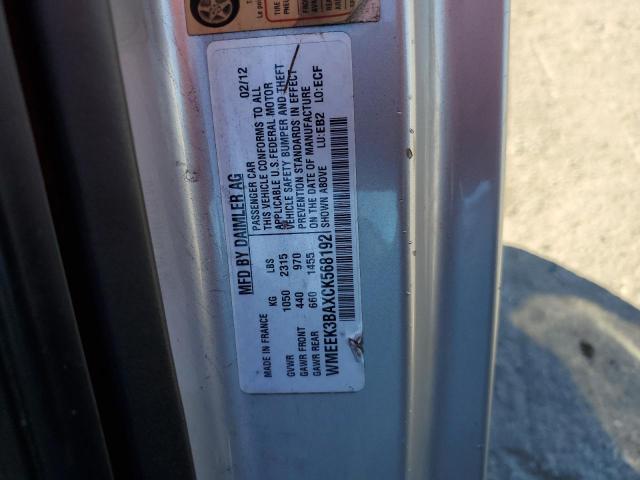 MFD BY DAIMLER AG
MADE IN FRANCE
KG LBS
GVWR 1050 2315
GAWR FRONT 440 970
GAWR REAR 660 1455
WMEEK3BAXCK568192
02/12
PASSENGER CAR
THIS VEHICLE CONFORMS TO ALL
APPLICABLE U.S. FEDERAL MOTOR
VEHICLE SAFETY BUMPER AND THEFT
PREVENTION STANDARDS IN EFFECT
ON THE DATE OF MANUFACTURE
SHOWN ABOVE LU:EB2 LO:ECF
TIRE